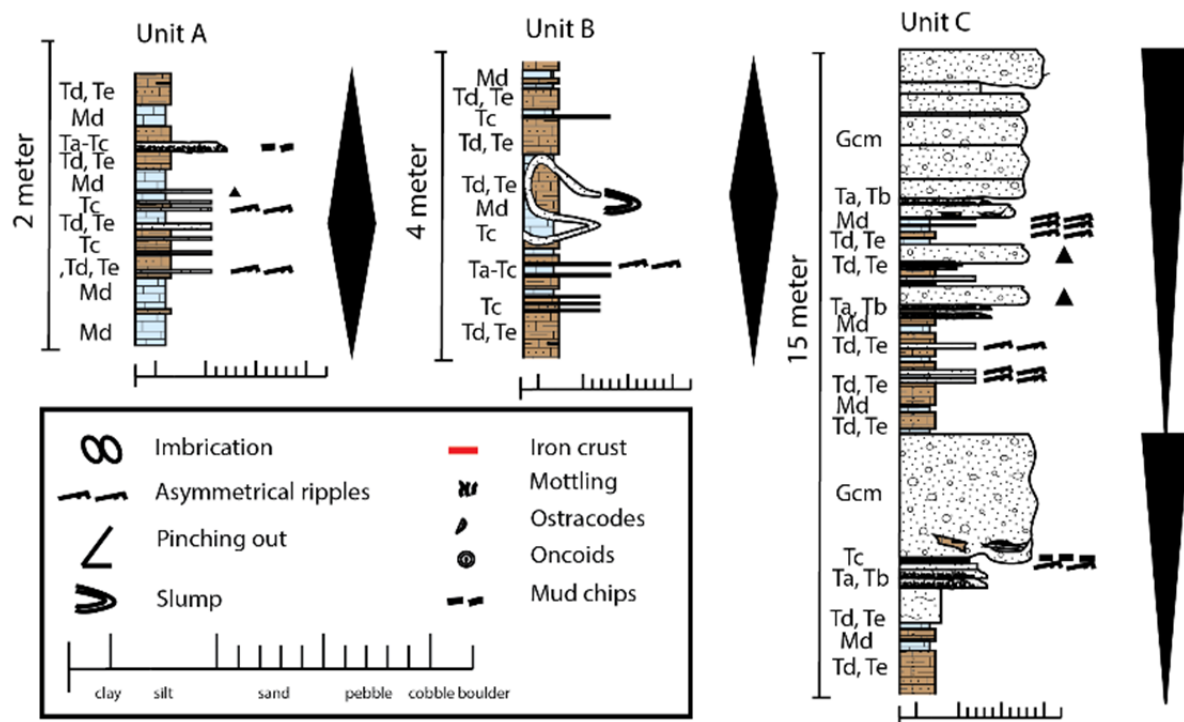 Unit A
2 meter
Td, Te
Md
Ta-Tc
Td, Te
Md
Tc
Td, Te
Tc
,Td, Te
Md
Md
Unit B
4 meter
Md
Td, Te
Tc
Td, Te
Td, Te
Md
Tc
Ta-Tc
Tc
Td, Te
Unit C
15 meter
Gcm
Ta, Tb
Md
Td, Te
Td, Te
Ta, Tb
Md
Td, Te
Td, Te
Md
Td, Te
Gcm
Tc
Ta, Tb
Td, Te
Md
Td, Te
Imbrication
Asymmetrical ripples
Pinching out
Slump
Iron crust
Mottling
Ostracodes
Oncoids
Mud chips
clay silt sand pebble cobble boulder